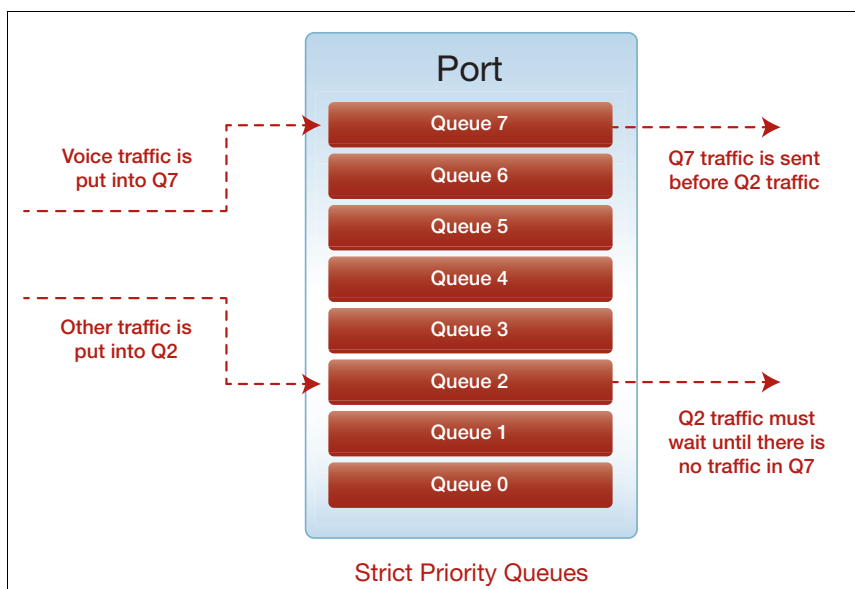 Port
Queue 7
Queue 6
Queue 5
Queue 4
Queue 3
Queue 2
Queue 1
Queue 0
Voice traffic is
put into Q7
Other traffic is
put into Q2
Q7 traffic is sent
before Q2 traffic
Q2 traffic must
wait until there is
no traffic in Q7
Strict Priority Queues